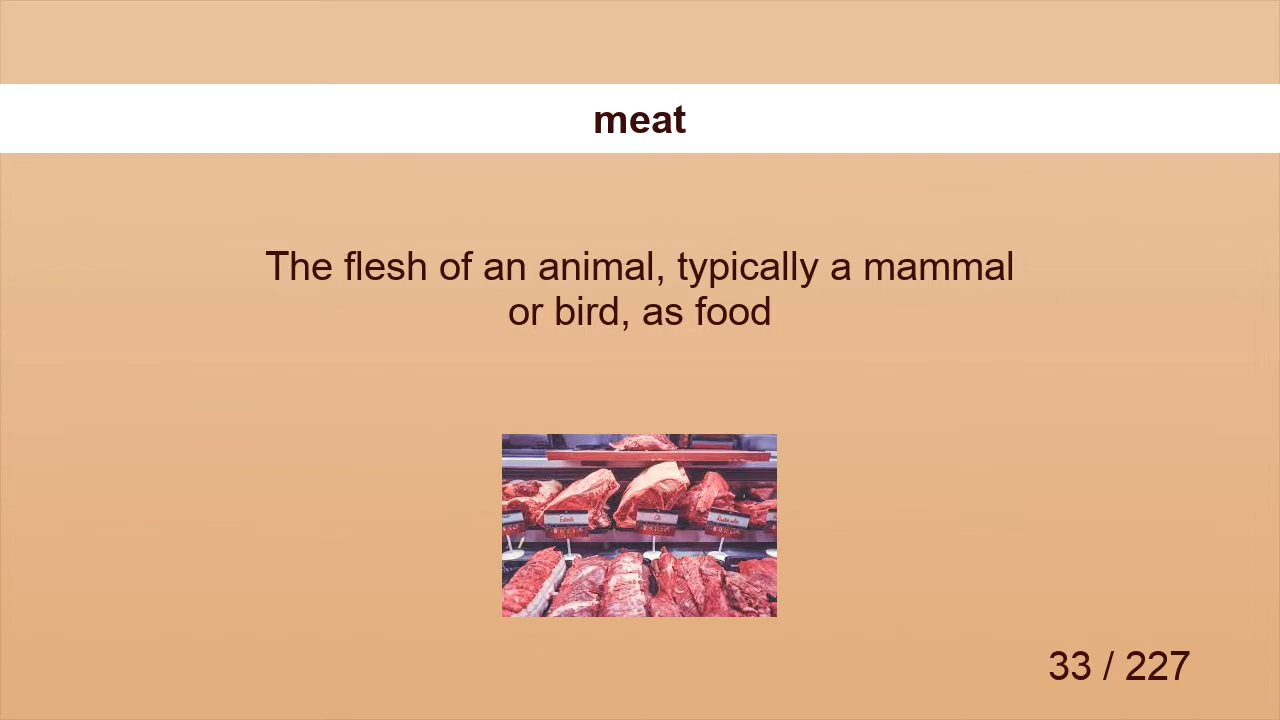 meat
The flesh of an animal, typically a mammal
or bird, as food
33 / 227